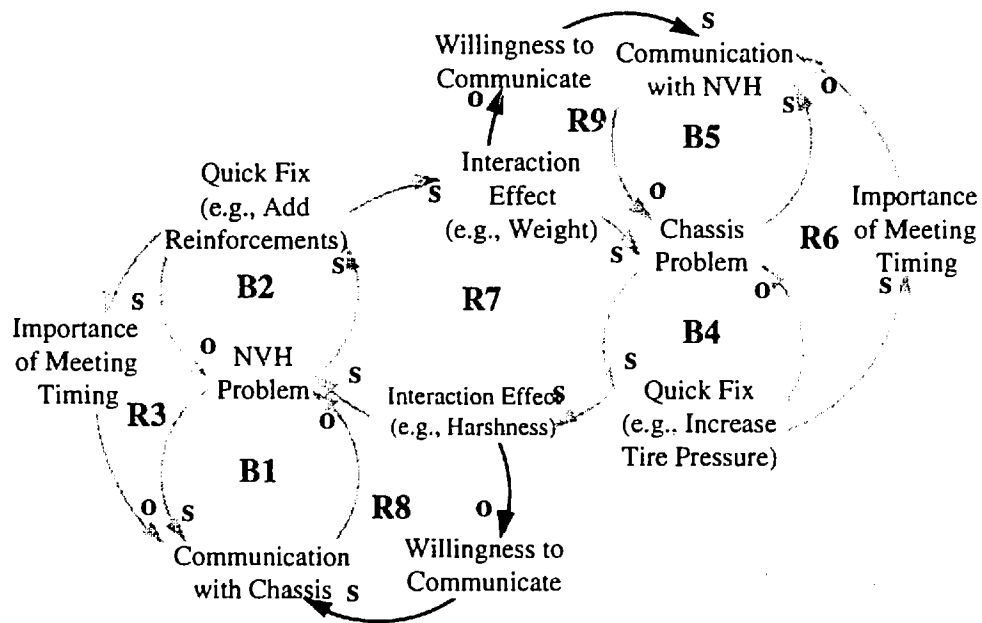 s
Willingness to
Communicate
o
Communication
with NVH
o
s
R9
B5
Interaction
Effect
(e.g., Weight)
s
o
s
Chassis
Problem
R6
Importance
of Meeting
Timing
s
Quick Fix
(e.g., Add
Reinforcements)
s
B2
s
R7
o
B4
Importance
of Meeting
Timing
o
NVH
Problem
s
o
R3
s
Interaction Effect
(e.g., Harshness)
s
Quick Fix
(e.g., Increase
Tire Pressure)
B1
R8
o
s
o
Communication
with Chassis
s
Willingness to
Communicate